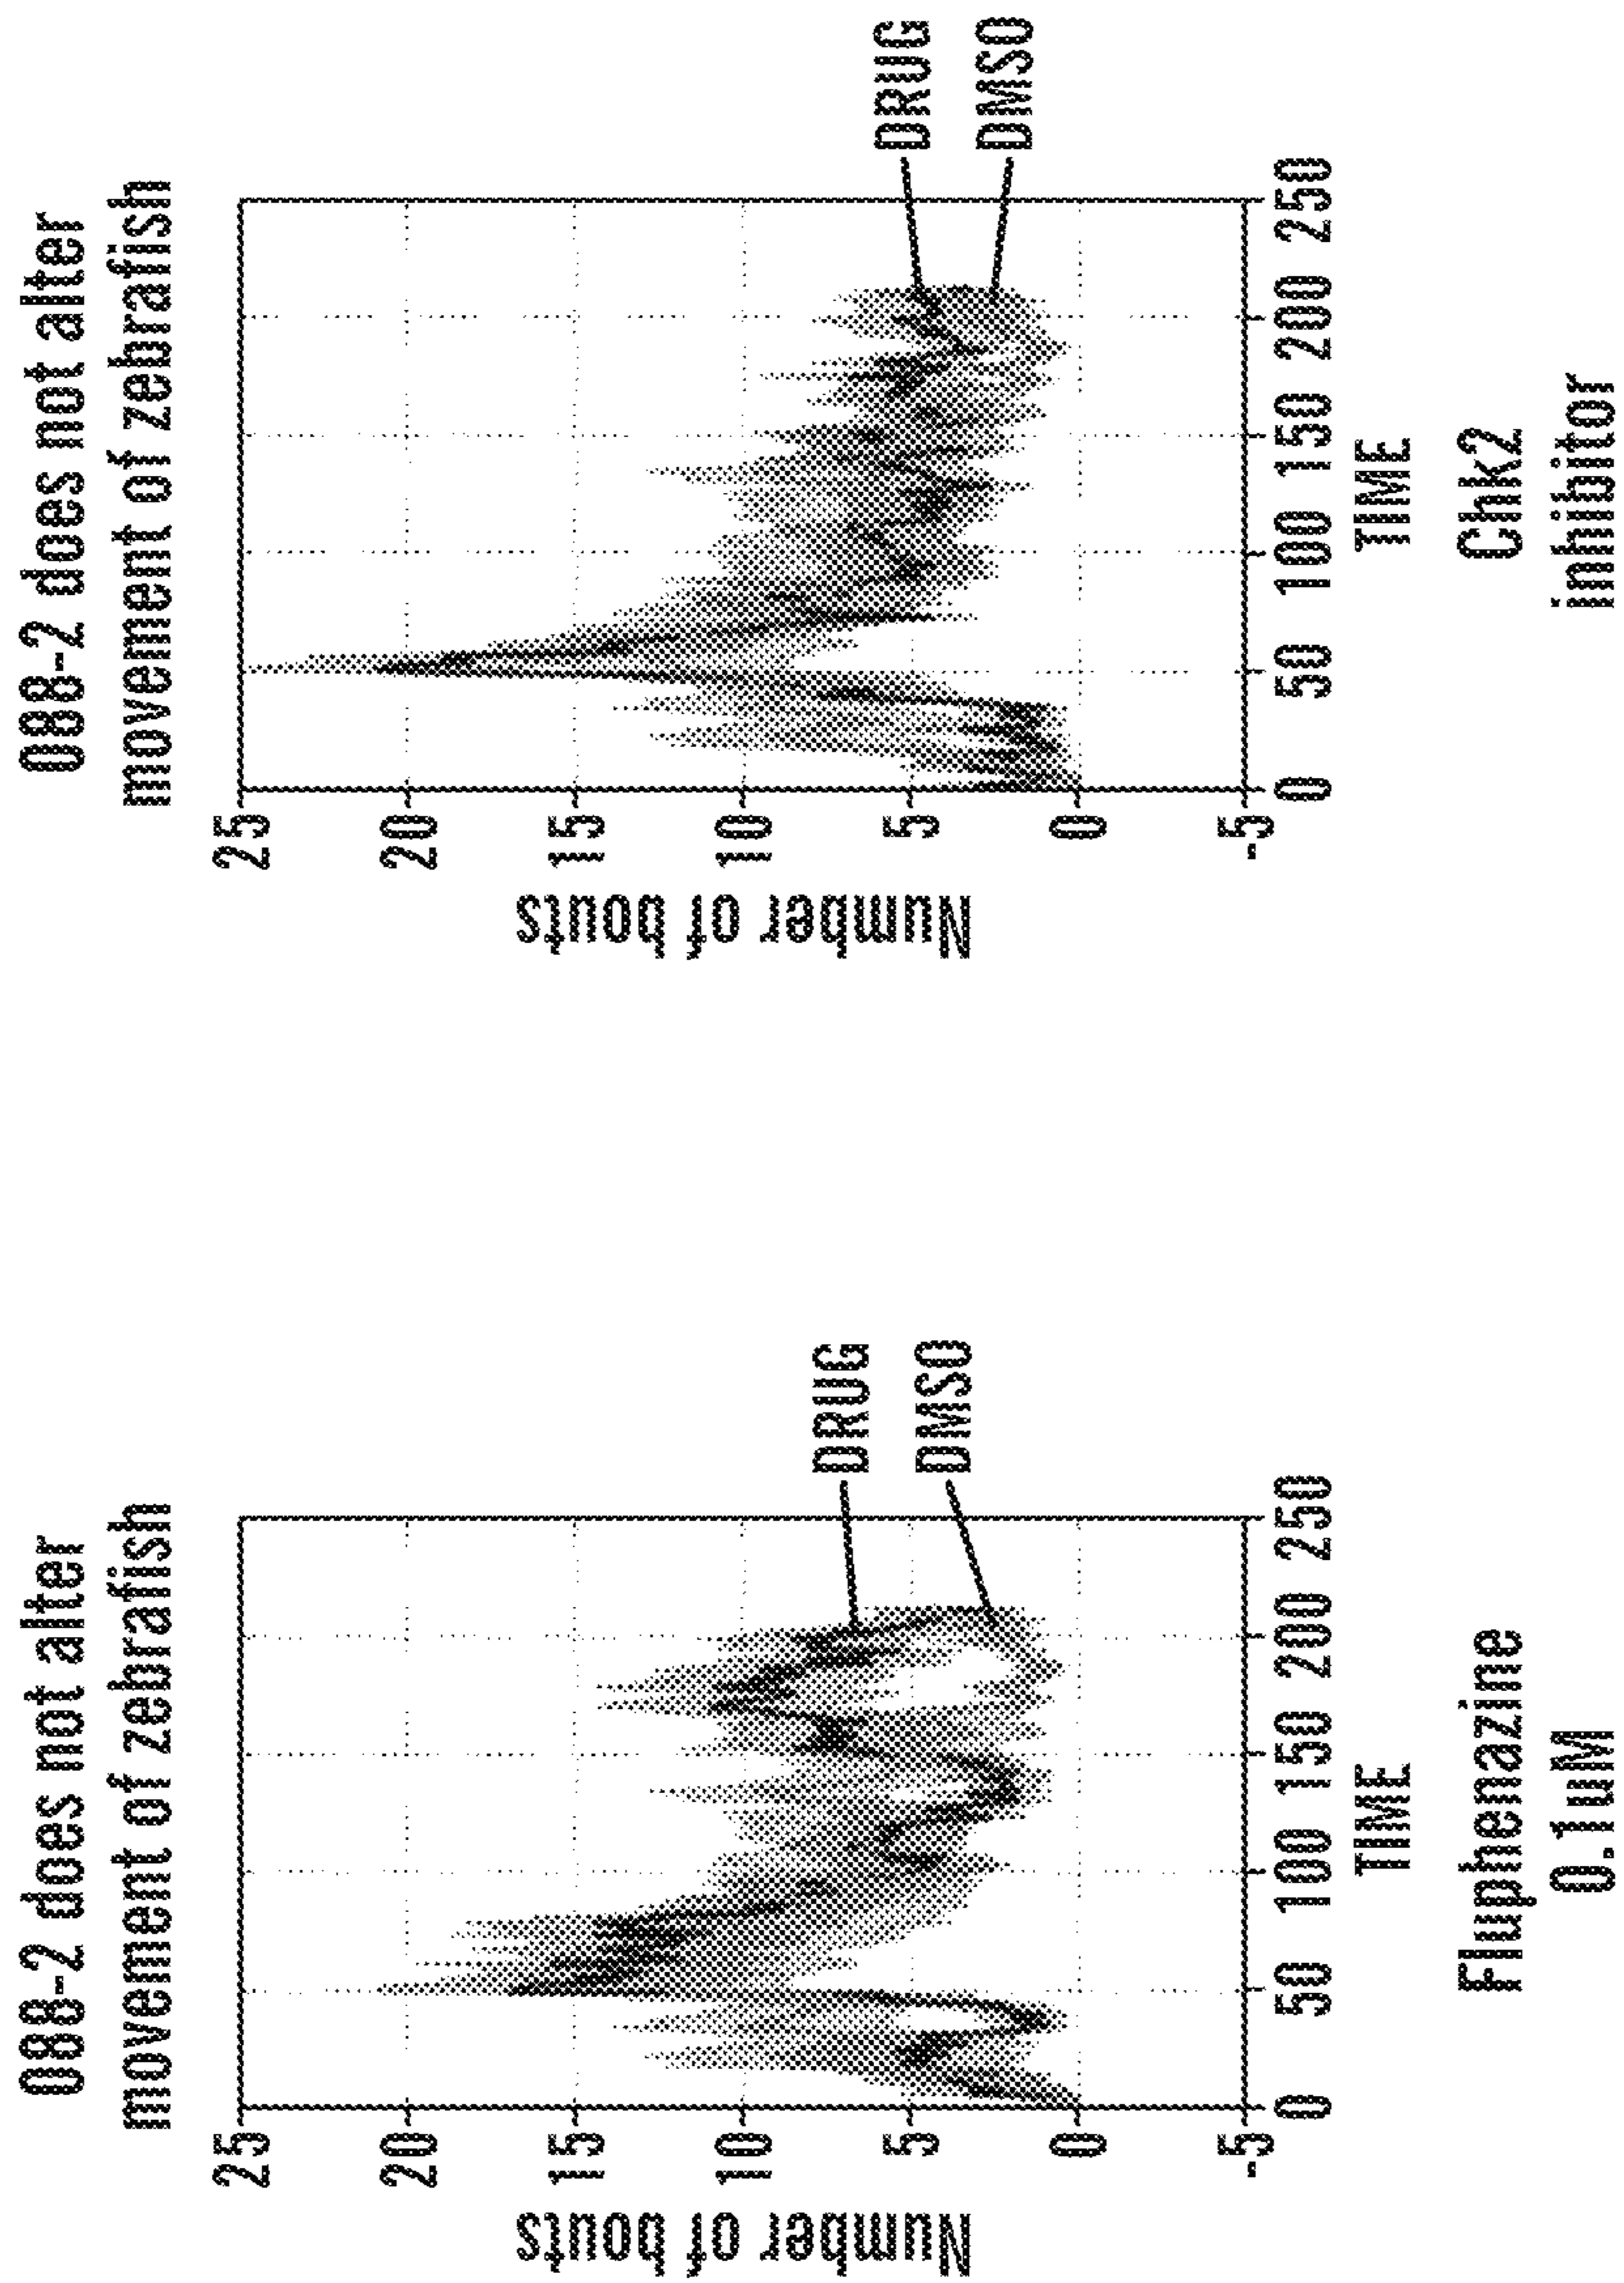 088-2 does not alter
movement of zebrafish
Number of bouts
25
20
15
10
5
0
-5
0 50 100 150 200 250
TIME
DRUG
DMSO
Fluphenazine
0.1uM
088-2 does not alter
movement of zebrafish
Number of bouts
25
20
15
10
5
0
-5
0 50 100 150 200 250
TIME
DRUG
DMSO
Chk2
inhibitor